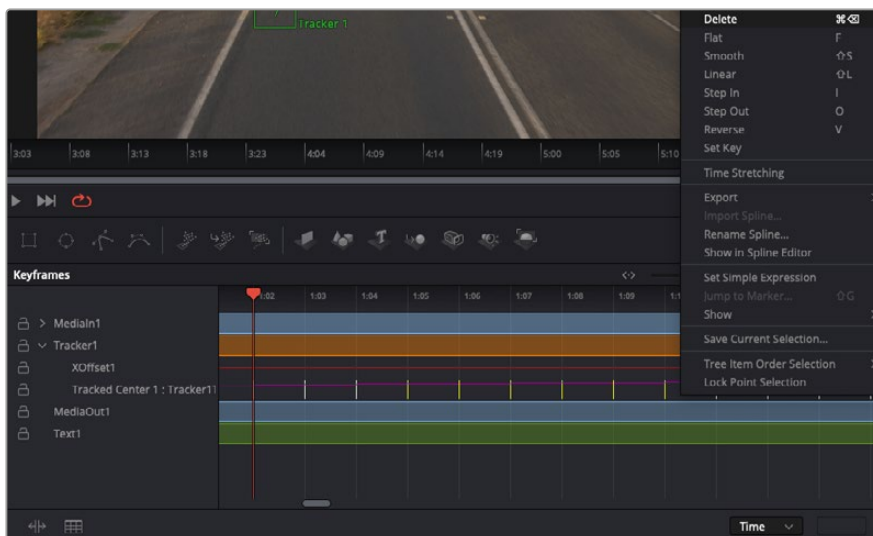 Tracker 1
Delete ⌘⌫
Flat F
Smooth ⇧S
Linear ⇧L
Step In I
Step Out O
Reverse V
Set Key
Time Stretching
Export
Import Spline...
Rename Spline...
Show in Spline Editor
Set Simple Expression
Jump to Marker... ⇧G
Show
Save Current Selection...
Tree Item Order Selection
Lock Point Selection
3:03 3:08 3:13 3:18 3:23 4:04 4:09 4:14 4:19 5:00 5:05 5:10
Keyframes
1:02 1:03 1:04 1:05 1:06 1:07 1:08 1:09
MediaIn1
Tracker1
XOffset1
Tracked Center 1 : Tracker1
MediaOut1
Text1
Time